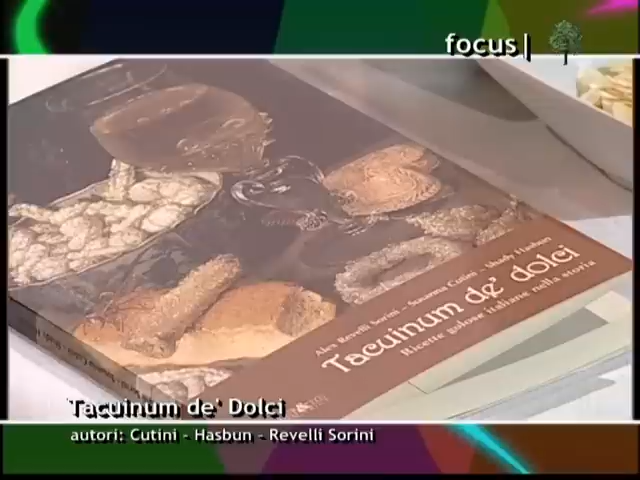 focus|
Alex Revelli Sorini - Susanna Cutini - Shady Hasbun
Tacuinum de' dolci
Ricette golose italiane nella storia
Tacuinum de' Dolci
autori: Cutini - Hasbun - Revelli Sorini